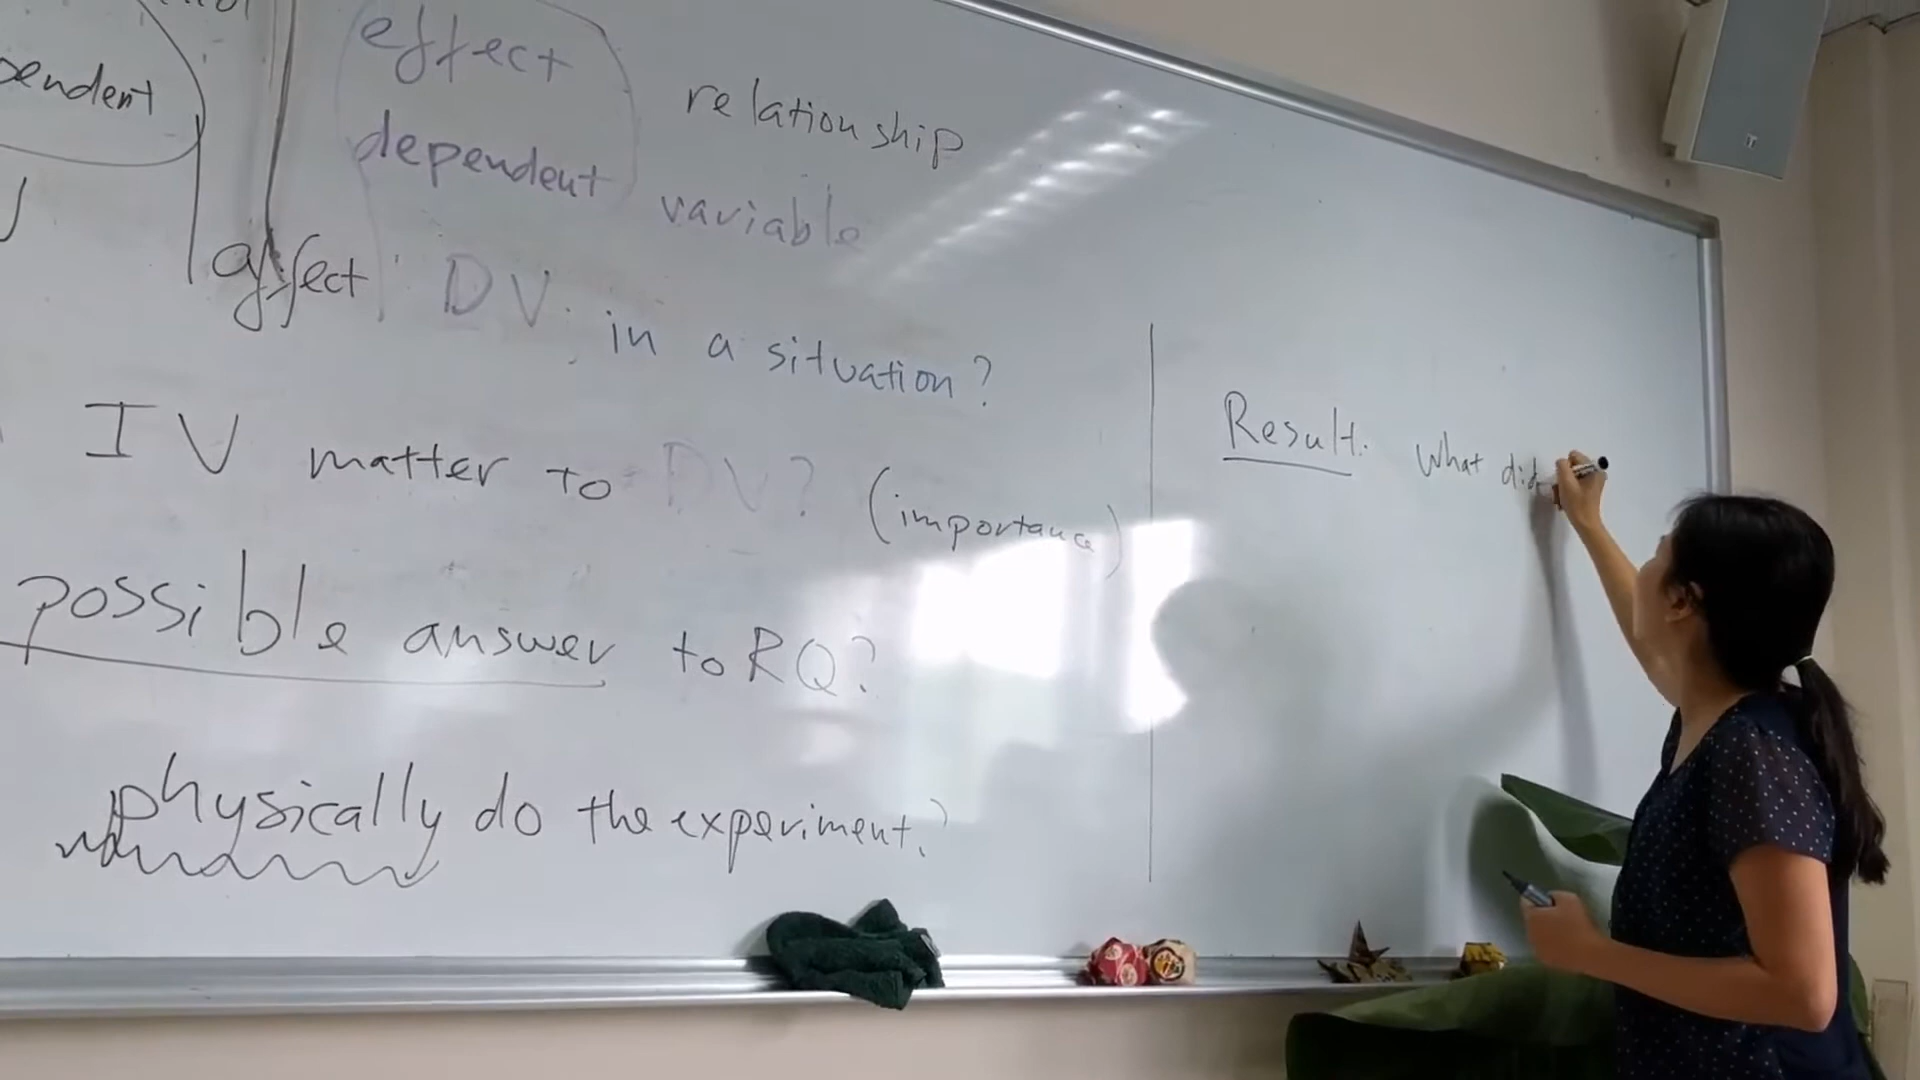 effect relationship
pendent dependent variable
affect DV in a situation?
IV matter to DV? (importance)
possible answer to RQ?
physically do the experiment?
Result: What did